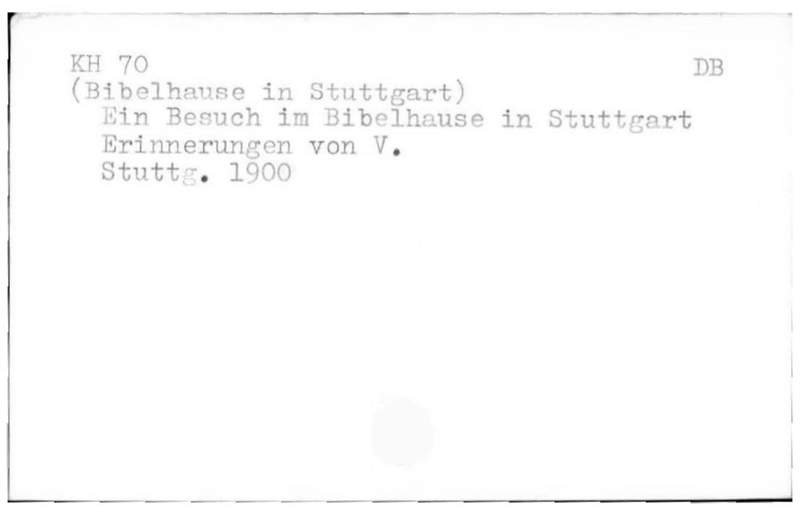 KH 70 DB
(Bibelhause in Stuttgart)
Ein Besuch im Bibelhause in Stuttgart
Erinnerungen von V.
Stuttg. 1900